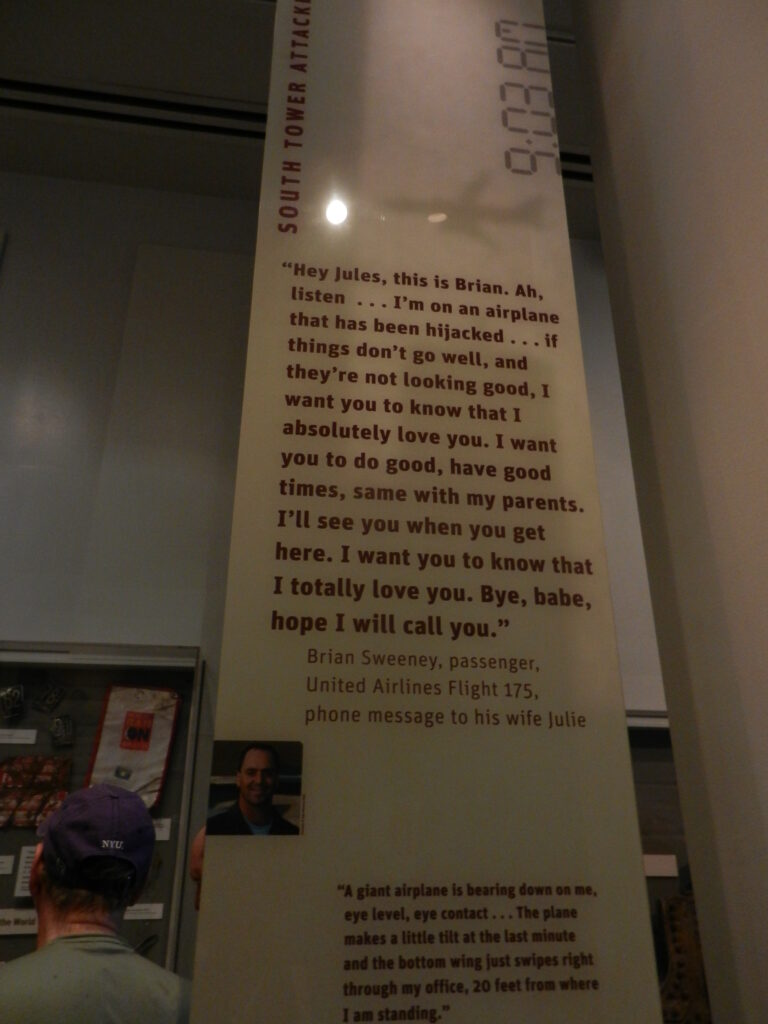 SOUTH TOWER ATTACK
9:03 AM
“Hey Jules, this is Brian. Ah,
listen . . . I’m on an airplane
that has been hijacked . . . if
things don’t go well, and
they’re not looking good, I
want you to know that I
absolutely love you. I want
you to do good, have good
times, same with my parents.
I’ll see you when you get
here. I want you to know that
I totally love you. Bye, babe,
hope I will call you.”
Brian Sweeney, passenger,
United Airlines Flight 175,
phone message to his wife Julie
“A giant airplane is bearing down on me,
eye level, eye contact . . . The plane
makes a little tilt at the last minute
and the bottom wing just swipes right
through my office, 20 feet from where
I am standing.”
NYU
ON
the World